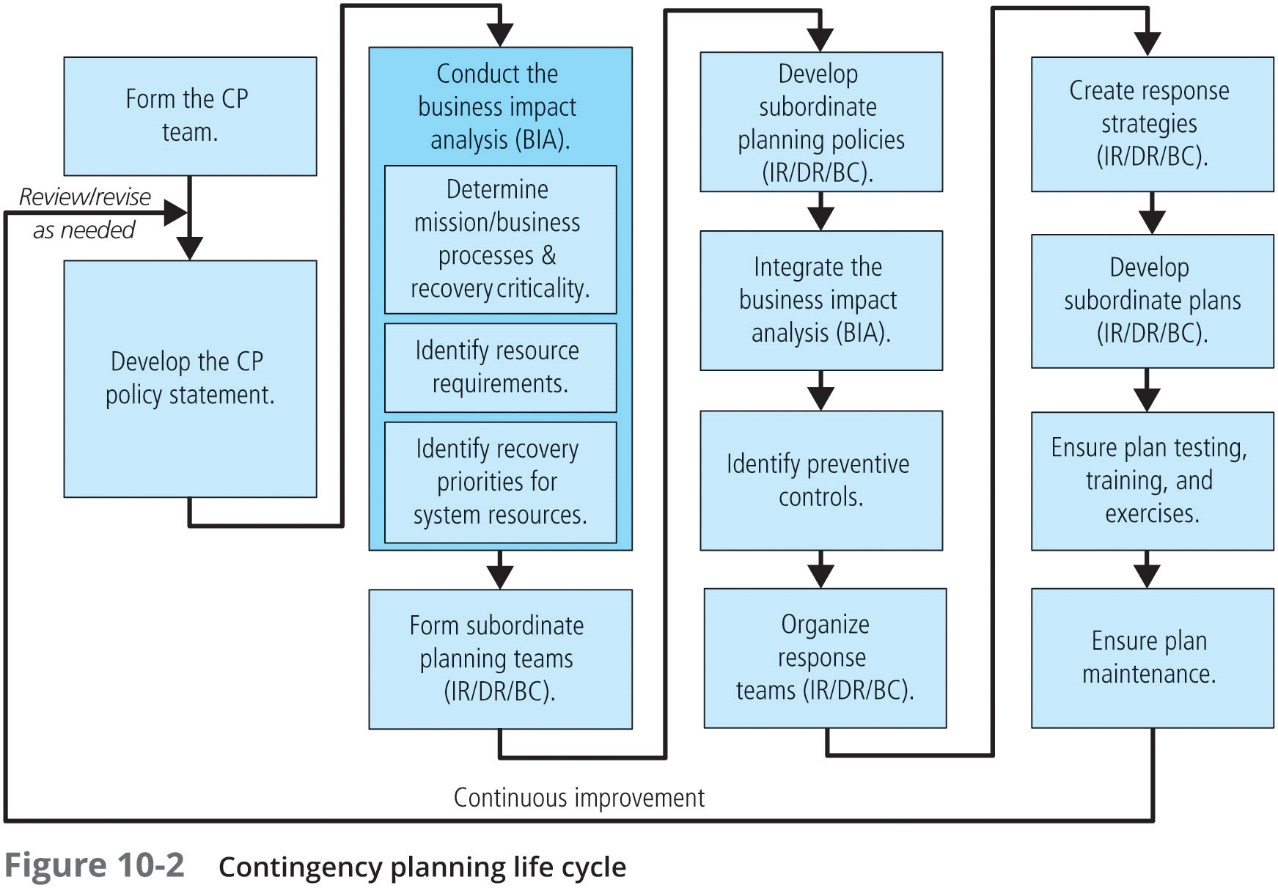 Form the CP
team.
Review/revise
as needed
Develop the CP
policy statement.
Conduct the
business impact
analysis (BIA).
Determine
mission/business
processes &
recovery criticality.
Identify resource
requirements.
Identify recovery
priorities for
system resources.
Form subordinate
planning teams
(IR/DR/BC).
Develop
subordinate
planning policies
(IR/DR/BC).
Integrate the
business impact
analysis (BIA).
Identify preventive
controls.
Organize
response
teams (IR/DR/BC).
Create response
strategies
(IR/DR/BC).
Develop
subordinate plans
(IR/DR/BC).
Ensure plan testing,
training, and
exercises.
Ensure plan
maintenance.
Continuous improvement
Figure 10-2 Contingency planning life cycle